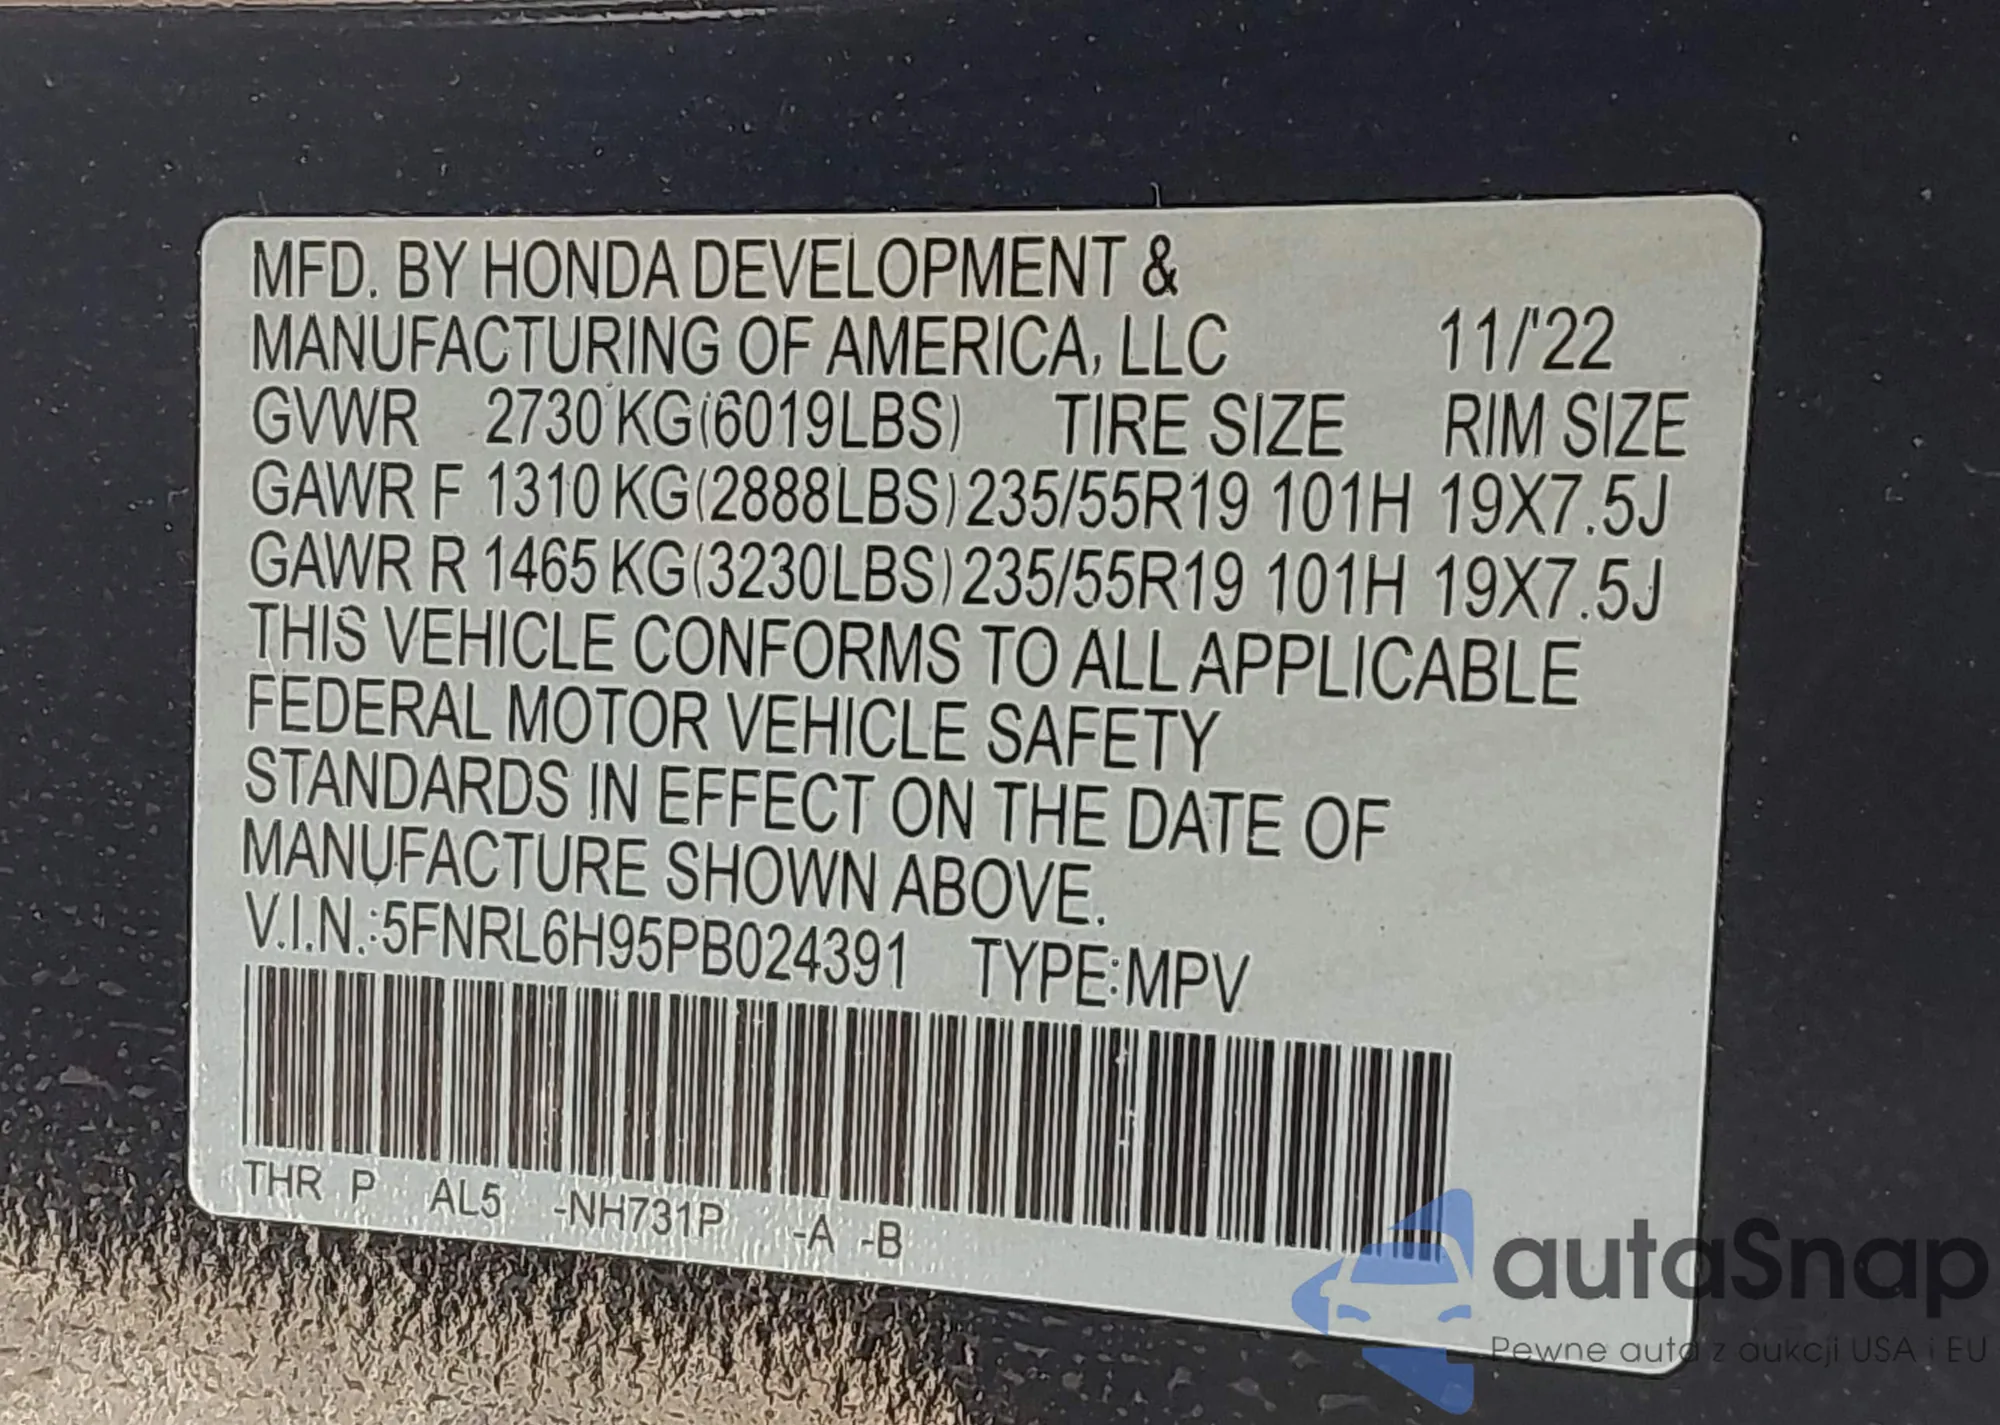 MFD. BY HONDA DEVELOPMENT &
MANUFACTURING OF AMERICA, LLC 11/'22
GVWR 2730 KG(6019LBS) TIRE SIZE RIM SIZE
GAWR F 1310 KG(2888LBS) 235/55R19 101H 19X7.5J
GAWR R 1465 KG(3230LBS) 235/55R19 101H 19X7.5J
THIS VEHICLE CONFORMS TO ALL APPLICABLE
FEDERAL MOTOR VEHICLE SAFETY
STANDARDS IN EFFECT ON THE DATE OF
MANUFACTURE SHOWN ABOVE.
V.I.N.:5FNRL6H95PB024391 TYPE:MPV
THR P AL5 -NH731P -A -B
autaSnap
Pewne auta z aukcji USA i EU